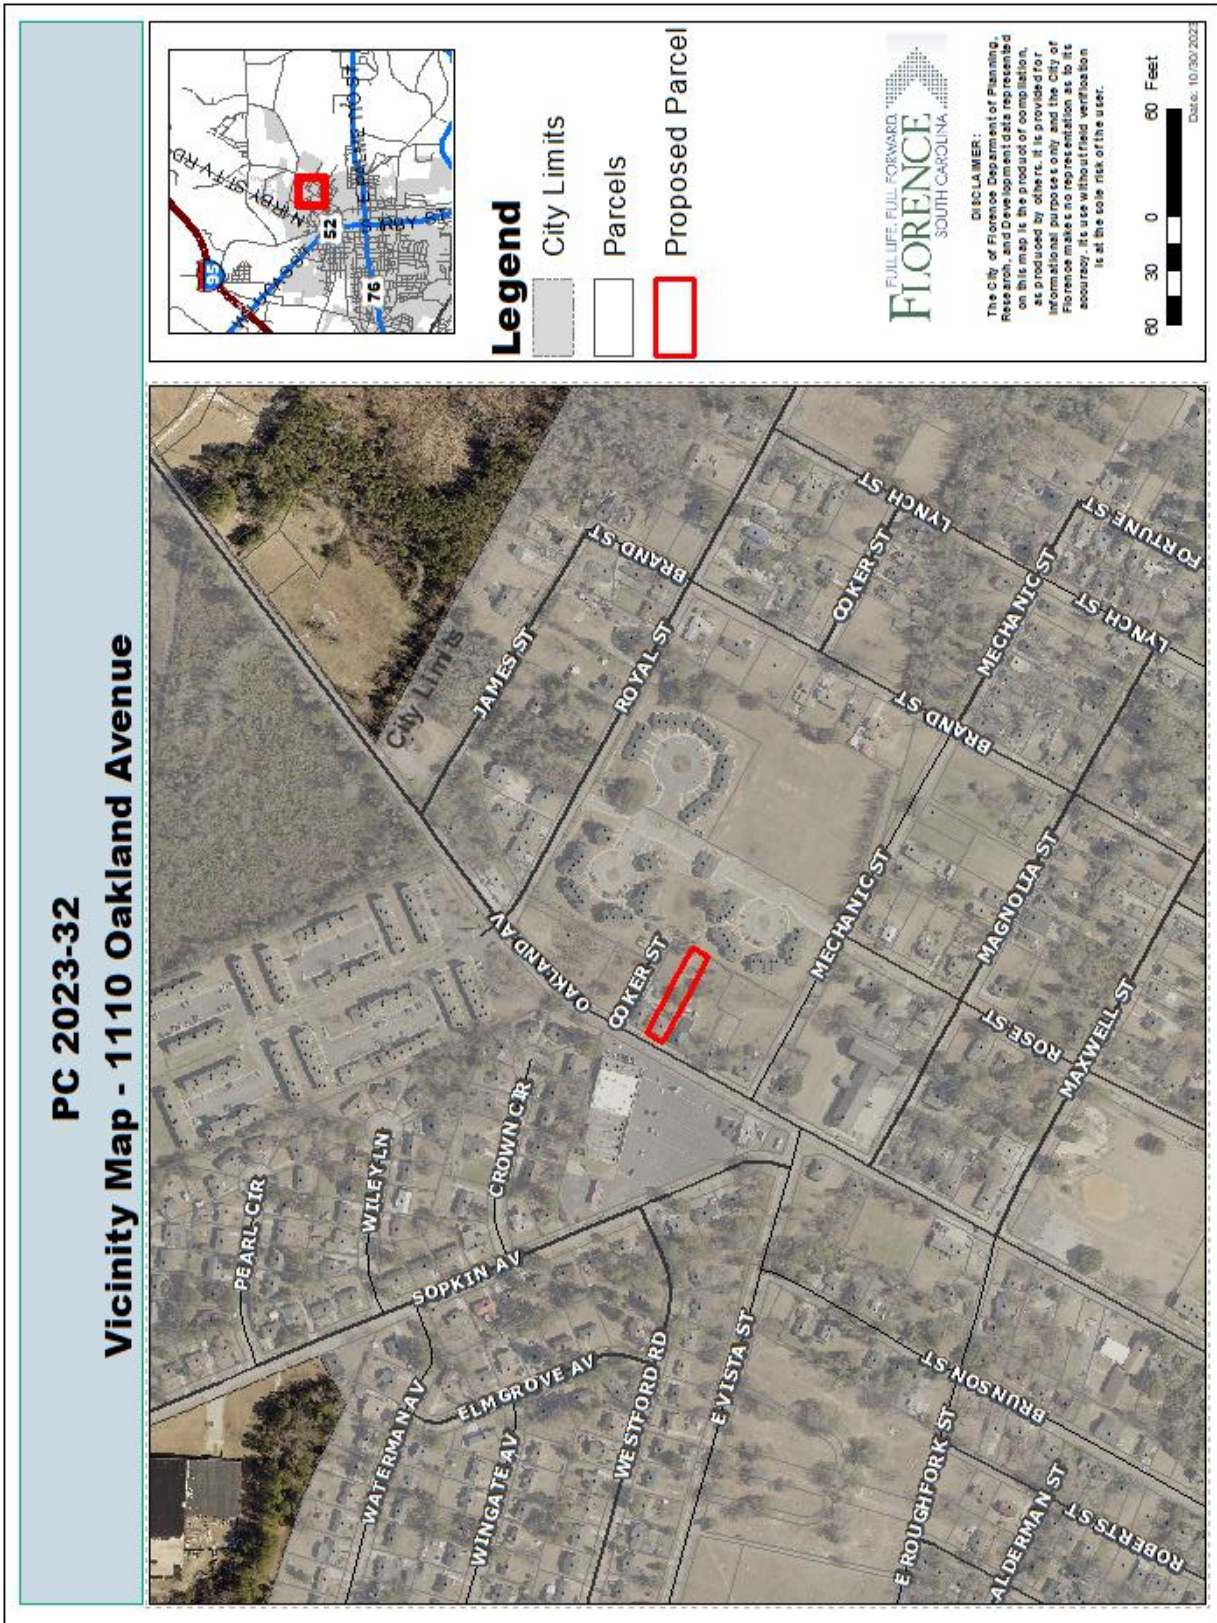 PC 2023-32
Vicinity Map - 1110 Oakland Avenue
PEARL CIR
WILEY LN
CROWN CIR
SOPKIN AV
WATERMAN AV
ELMGROVE AV
WINGATE AV
WESTFORD RD
E VISTA ST
BRUNSON ST
E ROUGHFORK ST
ALDERMAN ST
ROBERTS ST
OAKLAND AV
COKER ST
JAMES ST
City Limits
BRAND ST
ROYAL ST
COKER ST
LYNCH ST
MECHANIC ST
FORTUNE ST
LYNCH ST
BRAND ST
MECHANIC ST
MAGNOLIA ST
ROSE ST
MAXWELL ST
95
52
76
Legend
City Limits
Parcels
Proposed Parcel
FULL LIFE. FULL FORWARD.
FLORENCE
SOUTH CAROLINA
DISCLAIMER:
The City of Florence Department of Planning,
Research, and Development data represented
on this map is the product of compilation,
as produced by others. It is provided for
informational purposes only and the City of
Florence makes no representation as to its
accuracy. Its use without field verification
is at the sole risk of the user.
60 30 0 60 Feet
Date: 10/30/2023